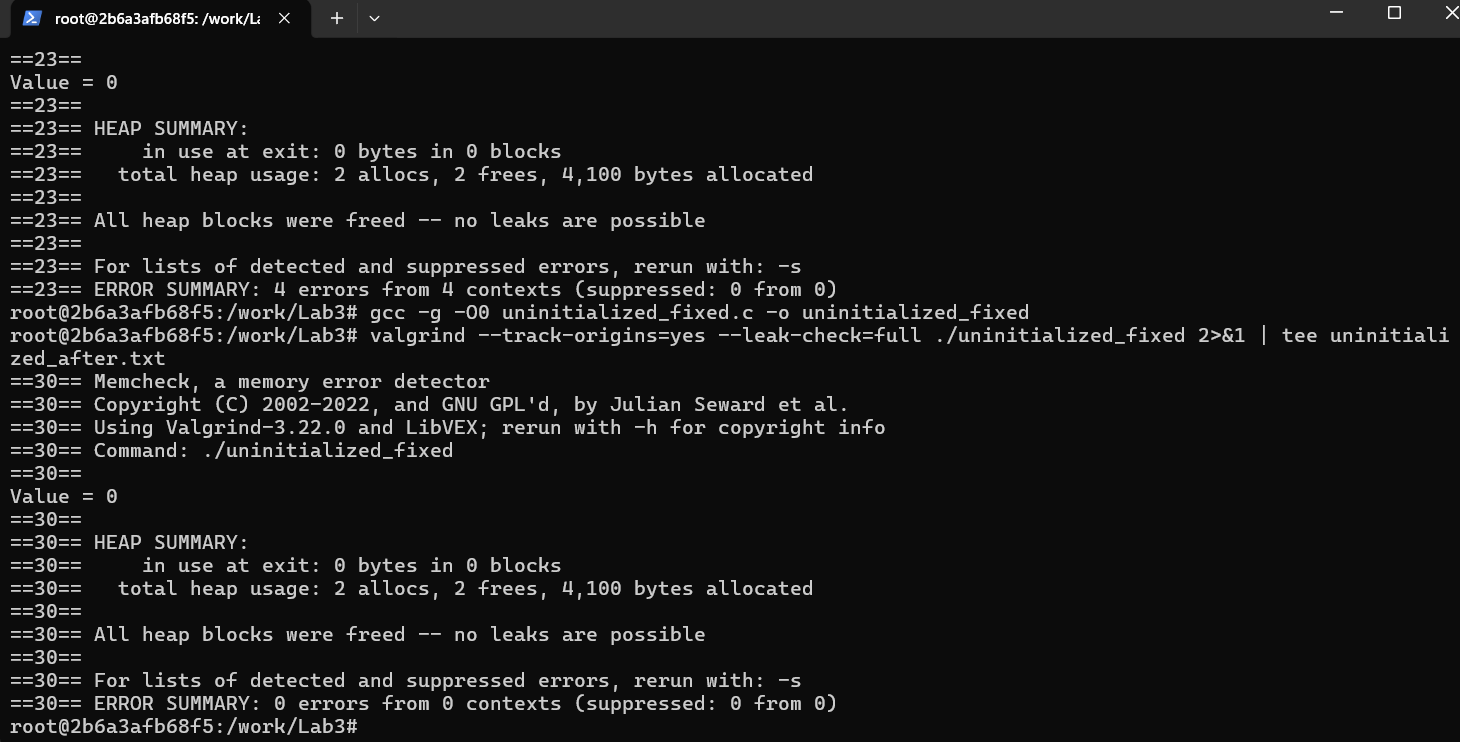 root@2b6a3afb68f5: /work/La
==23==
Value = 0
==23==
==23== HEAP SUMMARY:
==23==     in use at exit: 0 bytes in 0 blocks
==23==   total heap usage: 2 allocs, 2 frees, 4,100 bytes allocated
==23==
==23== All heap blocks were freed -- no leaks are possible
==23==
==23== For lists of detected and suppressed errors, rerun with: -s
==23== ERROR SUMMARY: 4 errors from 4 contexts (suppressed: 0 from 0)
root@2b6a3afb68f5:/work/Lab3# gcc -g -O0 uninitialized_fixed.c -o uninitialized_fixed
root@2b6a3afb68f5:/work/Lab3# valgrind --track-origins=yes --leak-check=full ./uninitialized_fixed 2>&1 | tee uninitiali
zed_after.txt
==30== Memcheck, a memory error detector
==30== Copyright (C) 2002-2022, and GNU GPL'd, by Julian Seward et al.
==30== Using Valgrind-3.22.0 and LibVEX; rerun with -h for copyright info
==30== Command: ./uninitialized_fixed
==30==
Value = 0
==30==
==30== HEAP SUMMARY:
==30==     in use at exit: 0 bytes in 0 blocks
==30==   total heap usage: 2 allocs, 2 frees, 4,100 bytes allocated
==30==
==30== All heap blocks were freed -- no leaks are possible
==30==
==30== For lists of detected and suppressed errors, rerun with: -s
==30== ERROR SUMMARY: 0 errors from 0 contexts (suppressed: 0 from 0)
root@2b6a3afb68f5:/work/Lab3#